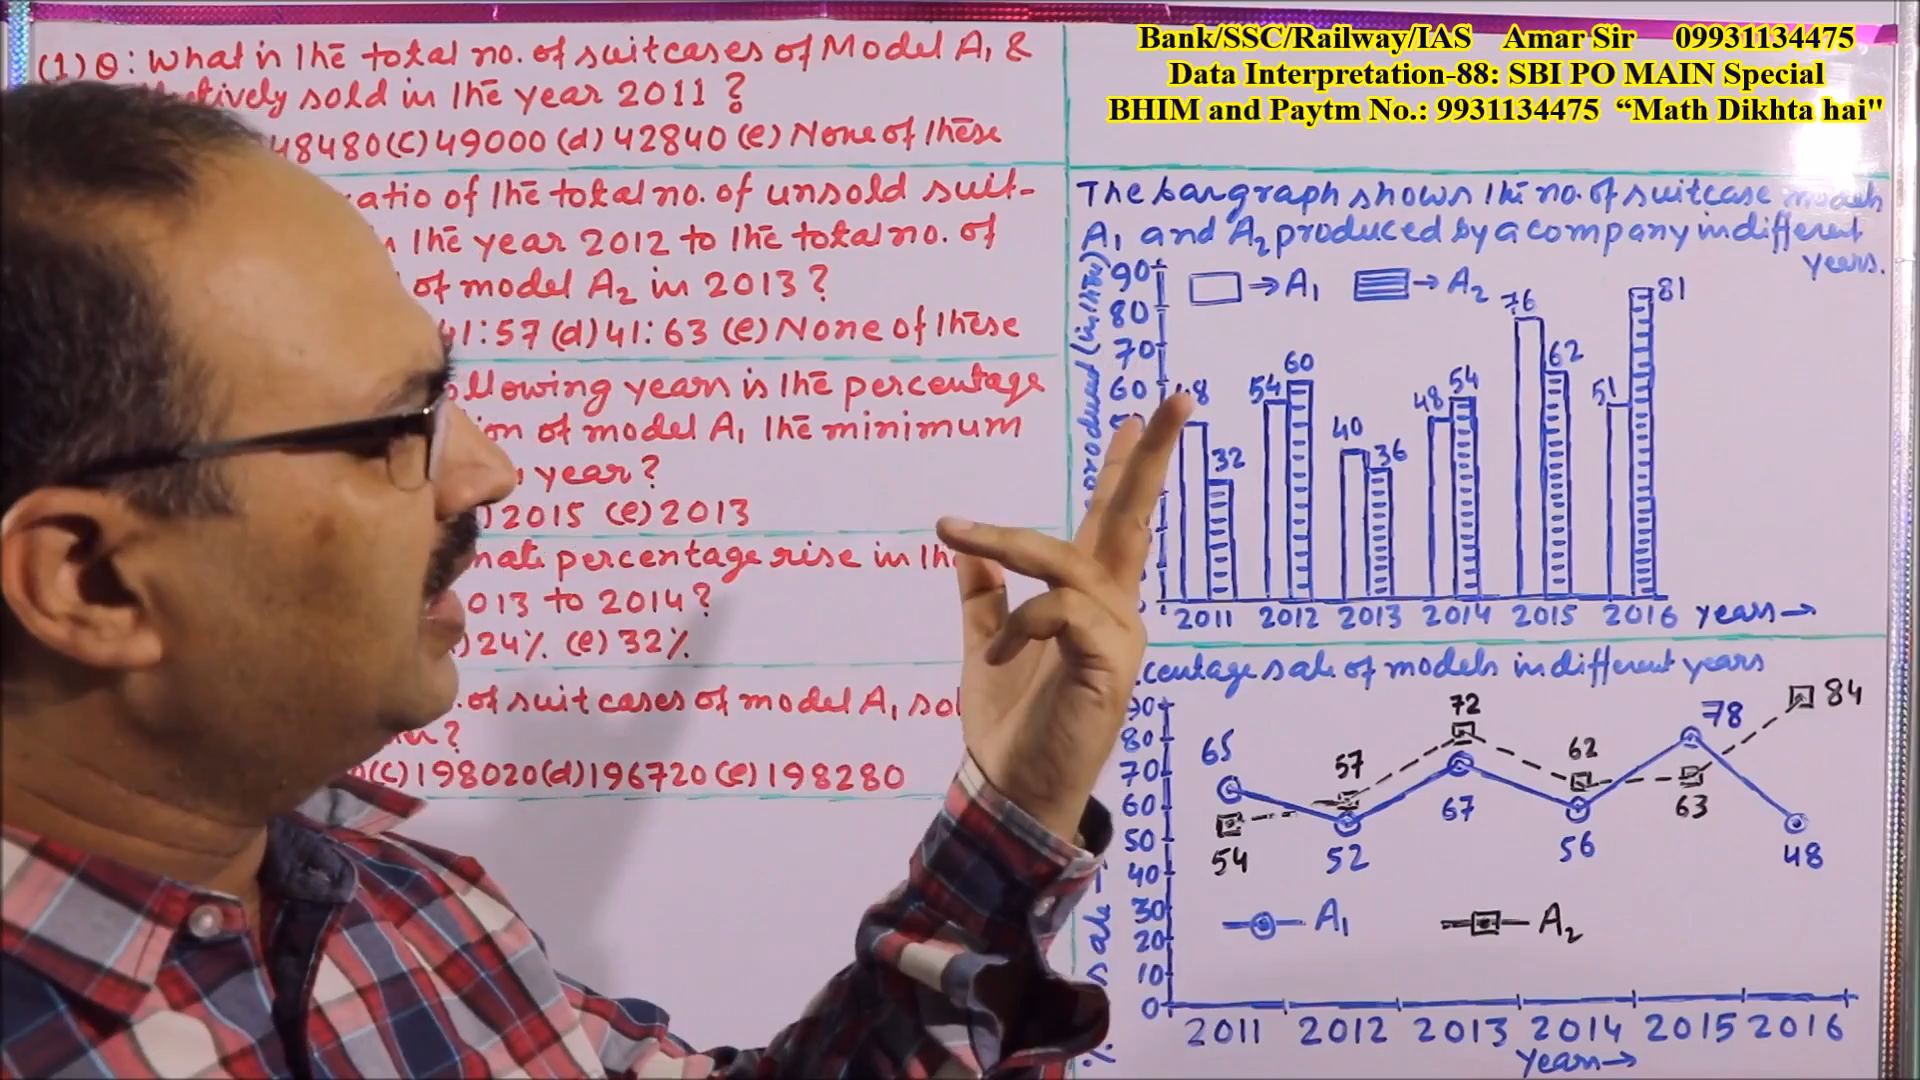 Bank/SSC/Railway/IAS Amar Sir 09931134475
Data Interpretation-88: SBI PO MAIN Special
BHIM and Paytm No.: 9931134475 “Math Dikhta hai"
(1) Q: What is the total no. of suitcases of Model A1 &
sold in the year 2011?
48480 (c) 49000 (d) 42840 (e) None of these
ratio of the total no. of unsold suit-
the year 2012 to the total no. of
of model A2 in 2013?
41:57 (d) 41:63 (e) None of these
years is the percentage
of model A1 the minimum
year?
2015 (e) 2013
percentage rise in
to 2014?
24% (e) 32%
of suitcases of model A1
(c) 198020 (d) 196720 (e) 198280
The bargraph shows the no. of suitcase models
A1 and A2 produced by a company in different
years.
→A1 →A2
90
80
70
60
48 32
54 60
40 36
48 54
76 62
51 81
2011 2012 2013 2014 2015 2016 years→
sale of models in different years
90
80
70
60
50
40
30
20
10
0
65 52 67 56 78 48
54 57 72 62 63 84
A1 A2
% sale
2011 2012 2013 2014 2015 2016
Years→